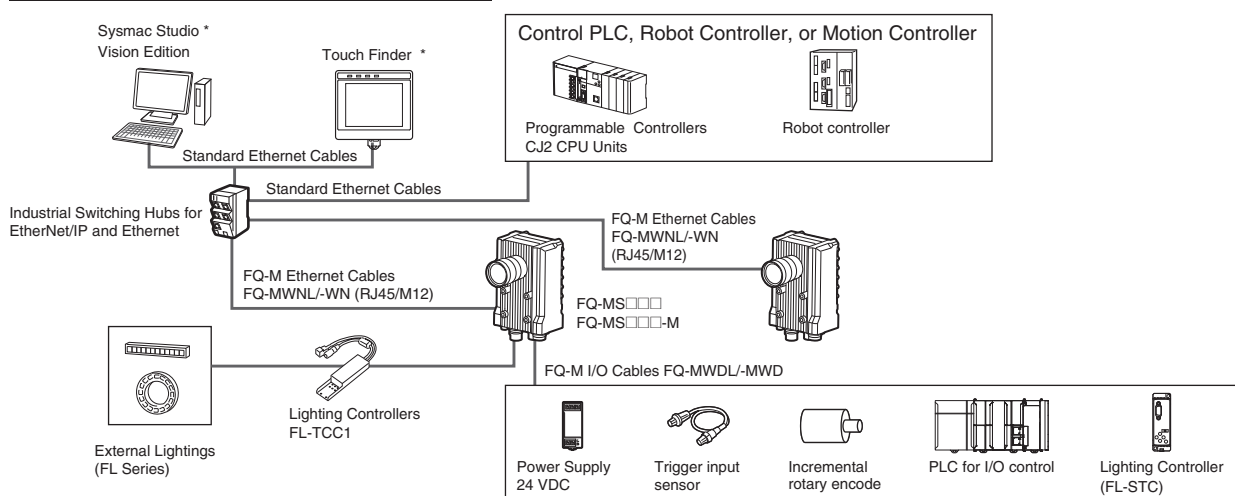 Sysmac Studio *
Vision Edition
Touch Finder *
Control PLC, Robot Controller, or Motion Controller
Programmable Controllers
CJ2 CPU Units
Robot controller
Standard Ethernet Cables
Standard Ethernet Cables
Industrial Switching Hubs for
EtherNet/IP and Ethernet
FQ-M Ethernet Cables
FQ-MWNL/-WN
(RJ45/M12)
FQ-M Ethernet Cables
FQ-MWNL/-WN (RJ45/M12)
FQ-MS□□□
FQ-MS□□□-M
FQ-M I/O Cables FQ-MWDL/-MWD
Lighting Controllers
FL-TCC1
External Lightings
(FL Series)
Power Supply
24 VDC
Trigger input
sensor
Incremental
rotary encode
PLC for I/O control
Lighting Controller
(FL-STC)